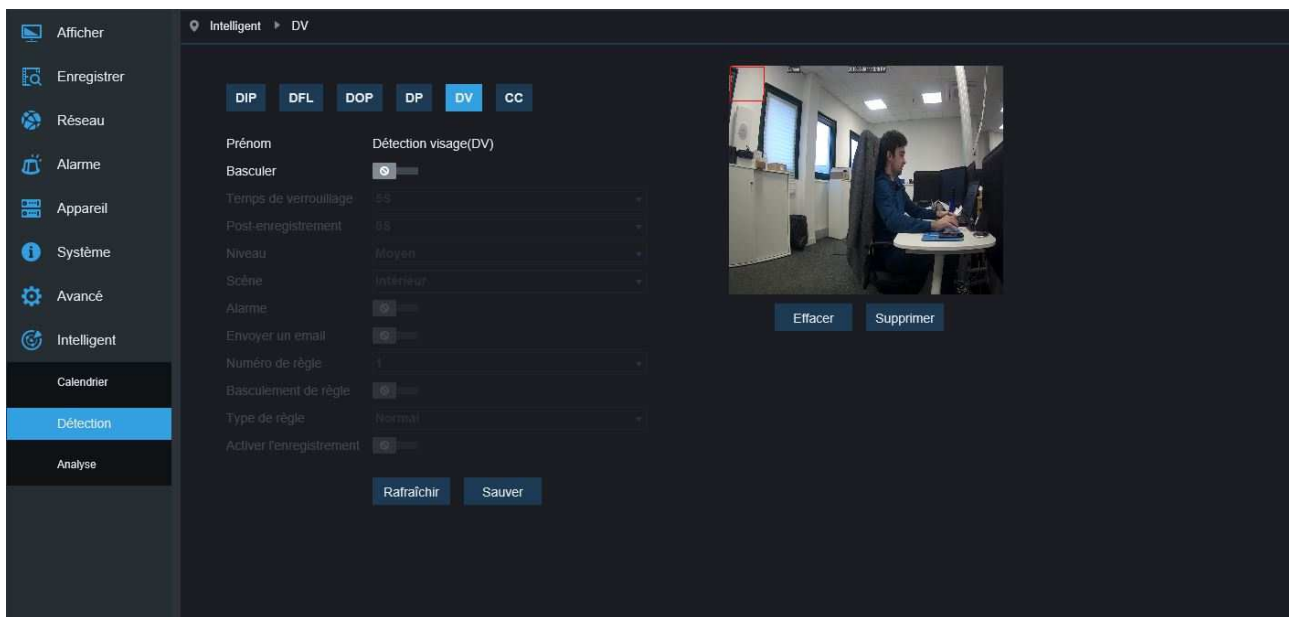 Afficher
Enregistrer
Réseau
Alarme
Appareil
Système
Avancé
Intelligent
Calendrier
Détection
Analyse
Intelligent DV
DIP DFL DOP DP DV CC
Prénom Détection visage(DV)
Basculer
Temps de verrouillage 5S
Post-enregistrement
Niveau Moyen
Scène Intérieur
Alarme
Envoyer un email
Numéro de règle 1
Basculement de règle
Type de règle Normal
Activer l'enregistrement
Rafraîchir Sauver
Effacer Supprimer